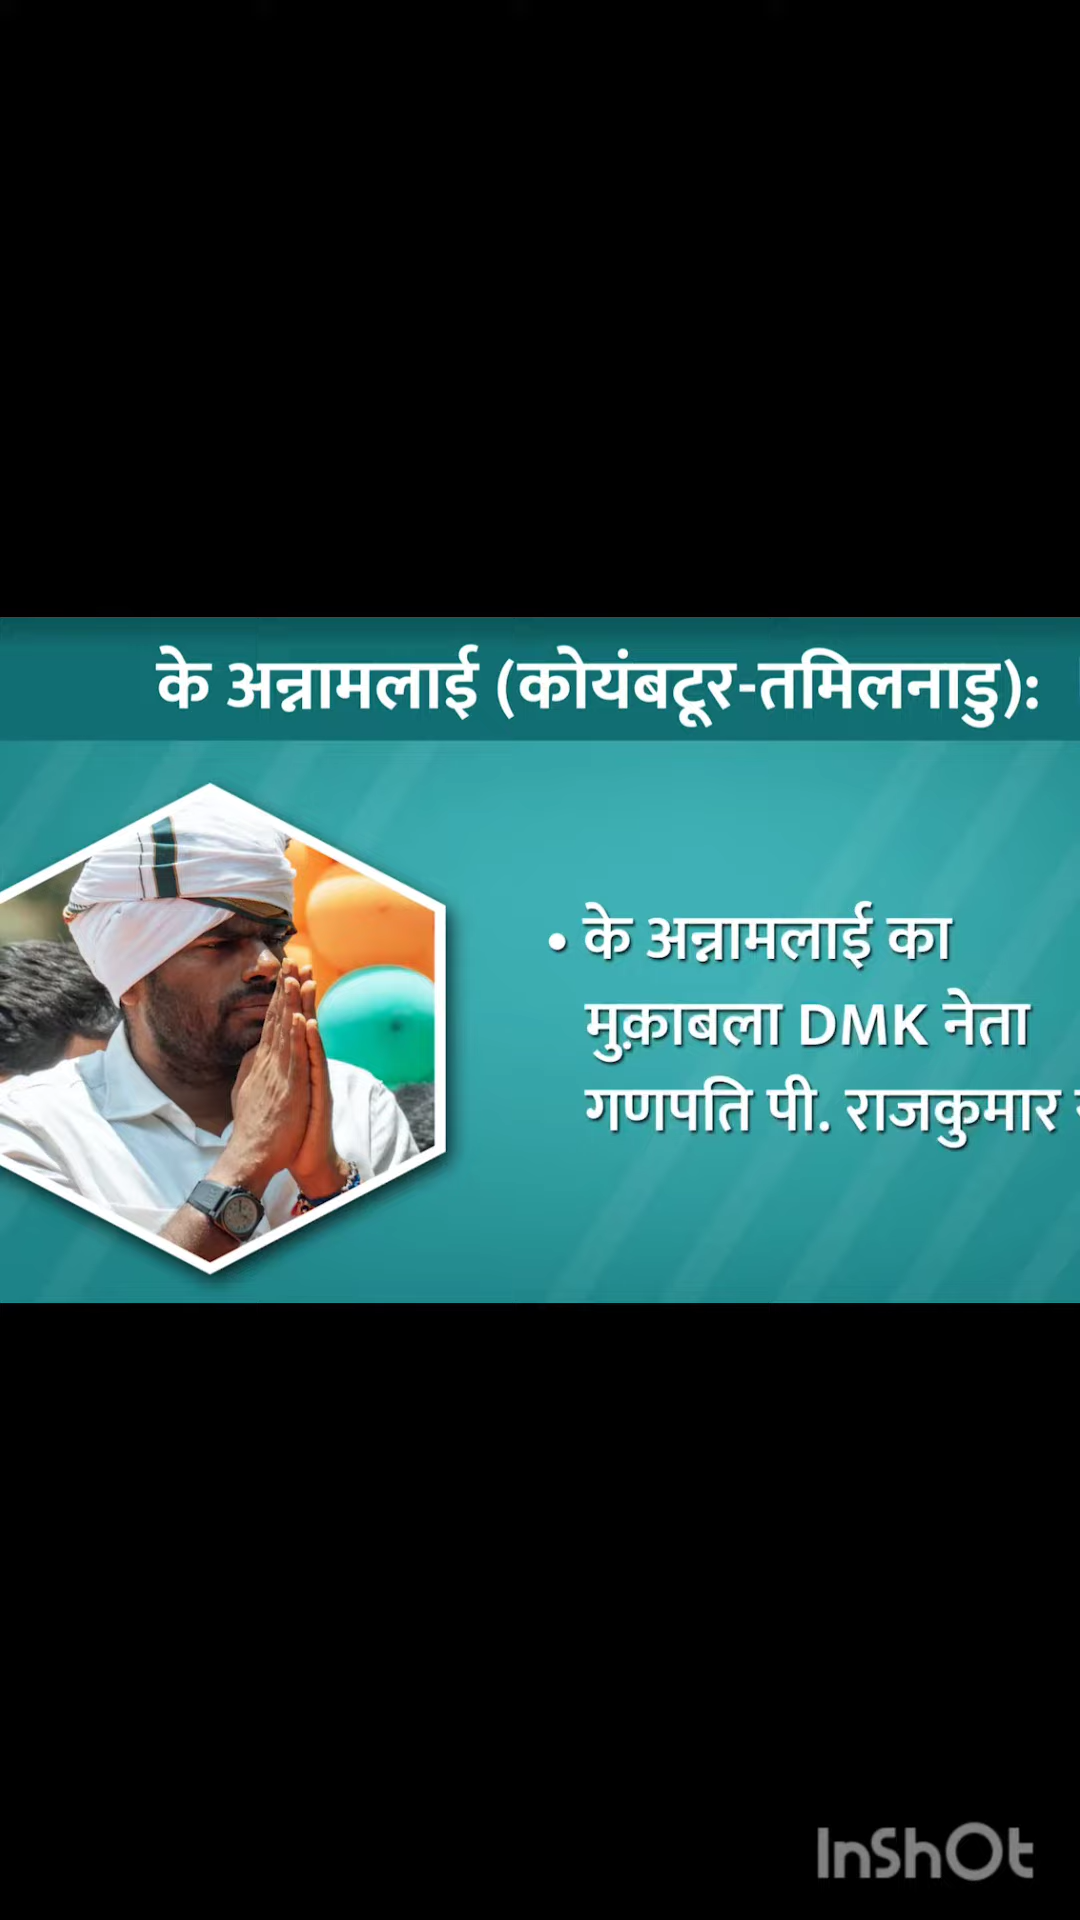 के अन्नामलाई (कोयंबटूर-तमिलनाडु):
• के अन्नामलाई का
मुक़ाबला DMK नेता
गणपति पी. राजकुमार
InShOt